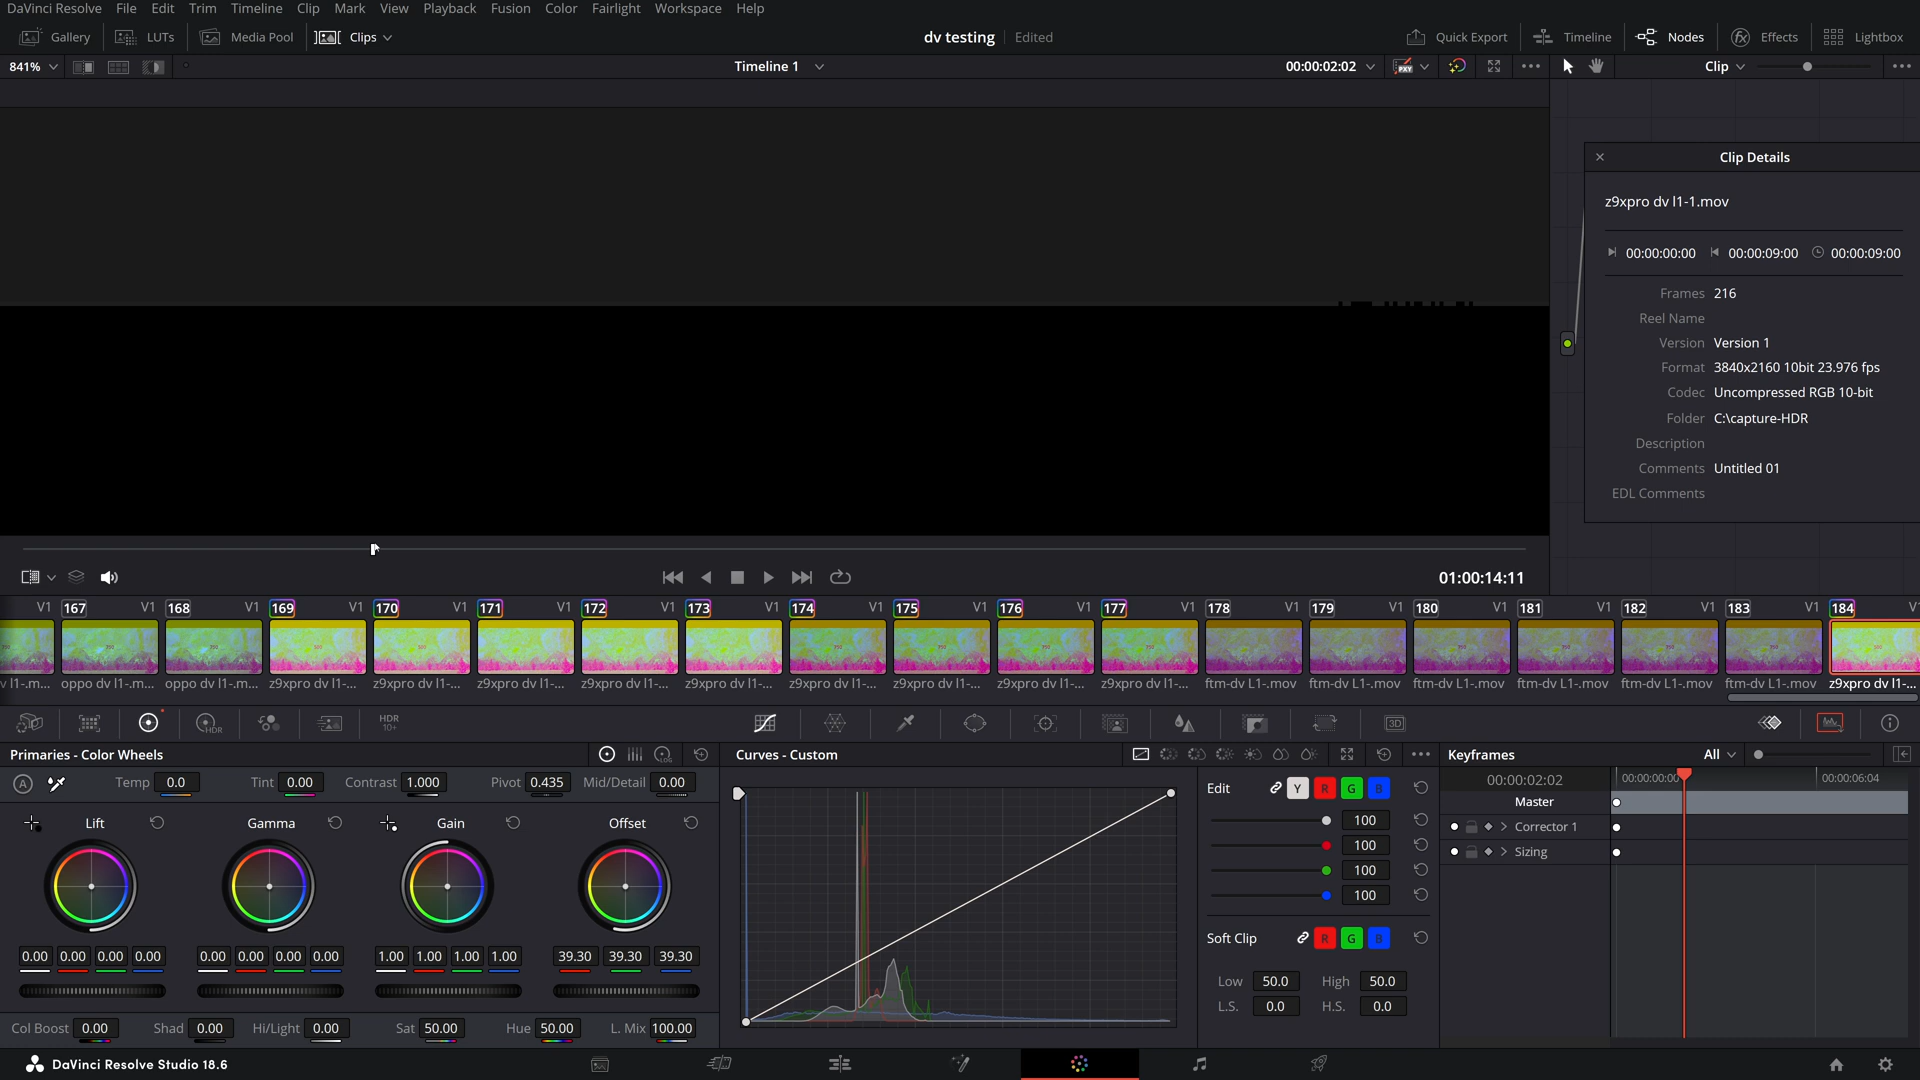 DaVinci Resolve File Edit Trim Timeline Clip Mark View Playback Fusion Color Fairlight Workspace Help
Gallery LUTs Media Pool Clips dv testing Edited Quick Export Timeline Nodes Effects Lightbox
841% Timeline 1 00:00:02:02 PXY Clip
Clip Details
z9xpro dv l1-1.mov
00:00:00:00 00:00:09:00 00:00:09:00
Frames 216
Reel Name
Version Version 1
Format 3840x2160 10bit 23.976 fps
Codec Uncompressed RGB 10-bit
Folder C:\capture-HDR
Description
Comments Untitled 01
EDL Comments
01:00:14:11
V1 167 V1 168 V1 169 V1 170 V1 171 V1 172 V1 173 V1 174 V1 175 V1 176 V1 177 V1 178 V1 179 V1 180 V1 181 V1 182 V1 183 V1 184
v l1-.m... oppo dv l1-.m... oppo dv l1-.m... z9xpro dv l1-... z9xpro dv l1-... z9xpro dv l1-... z9xpro dv l1-... z9xpro dv l1-... z9xpro dv l1-... z9xpro dv l1-... z9xpro dv l1-... z9xpro dv l1-... ftm-dv L1-.mov ftm-dv L1-.mov ftm-dv L1-.mov ftm-dv L1-.mov ftm-dv L1-.mov ftm-dv L1-.mov z9xpro dv l1-...
HDR HDR 10+ 3D
Primaries - Color Wheels LOG Curves - Custom Keyframes All
A Temp 0.0 Tint 0.00 Contrast 1.000 Pivot 0.435 Mid/Detail 0.00
Edit Y R G B
00:00:02:02 00:00:00:00 00:00:06:04
Master
Lift Gamma Gain Offset
100
100
100
100
Corrector 1
Sizing
Soft Clip R G B
0.00 0.00 0.00 0.00 0.00 0.00 0.00 0.00 1.00 1.00 1.00 1.00 39.30 39.30 39.30
Low 50.0 High 50.0
L.S. 0.0 H.S. 0.0
Col Boost 0.00 Shad 0.00 Hi/Light 0.00 Sat 50.00 Hue 50.00 L. Mix 100.00
DaVinci Resolve Studio 18.6